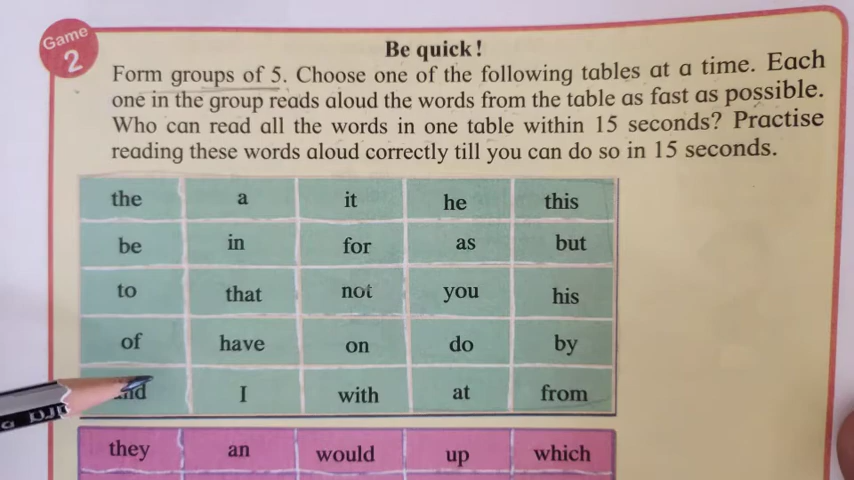 Game
2
Be quick!
Form groups of 5. Choose one of the following tables at a time. Each
one in the group reads aloud the words from the table as fast as possible.
Who can read all the words in one table within 15 seconds? Practise
reading these words aloud correctly till you can do so in 15 seconds.
the a it he this
be in for as but
to that not you his
of have on do by
and I with at from
they an would up which